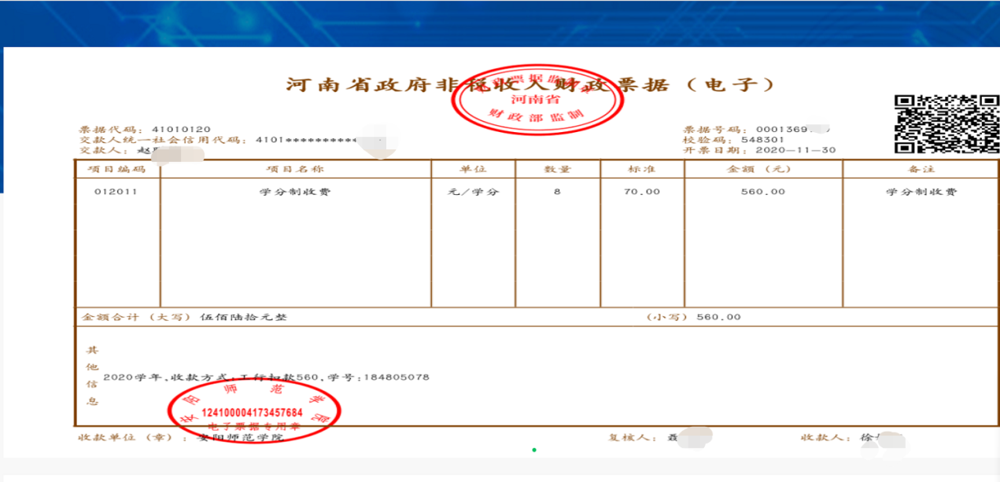 河南省政府非税收入财政票据（电子）
河南省
财政部监制
票据代码：41010120
票据号码：0001369
交款人统一社会信用代码：4101**********
校验码：548301
交款人：赵
开票日期：2020-11-30
项目编码 项目名称 单位 数量 标准 金额（元） 备注
012011 学分制收费 元/学分 8 70.00 560.00 学分制收费
金额合计（大写）伍佰陆拾元整 （小写）560.00
其他信息
2020学年,收款方式:工行扣款560,学号:184805078
安阳师范学院
124100004173457684
电子票据专用章
收款单位（章）：安阳师范学院 复核人：聂 收款人：徐